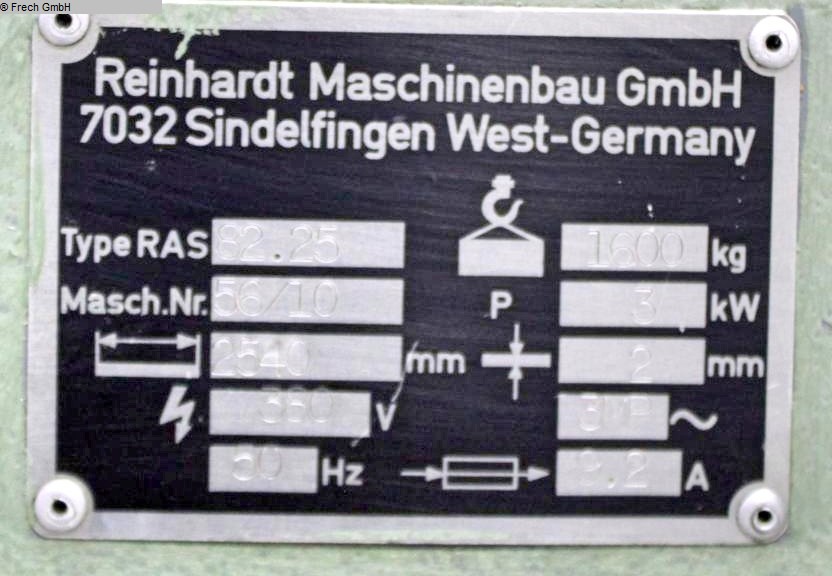 © Frech GmbH
Reinhardt Maschinenbau GmbH
7032 Sindelfingen West-Germany
Type RAS 82.25 1600 kg
Masch.Nr. 56/10 P 3 kW
2540 mm 2 mm
380 V
50 Hz A